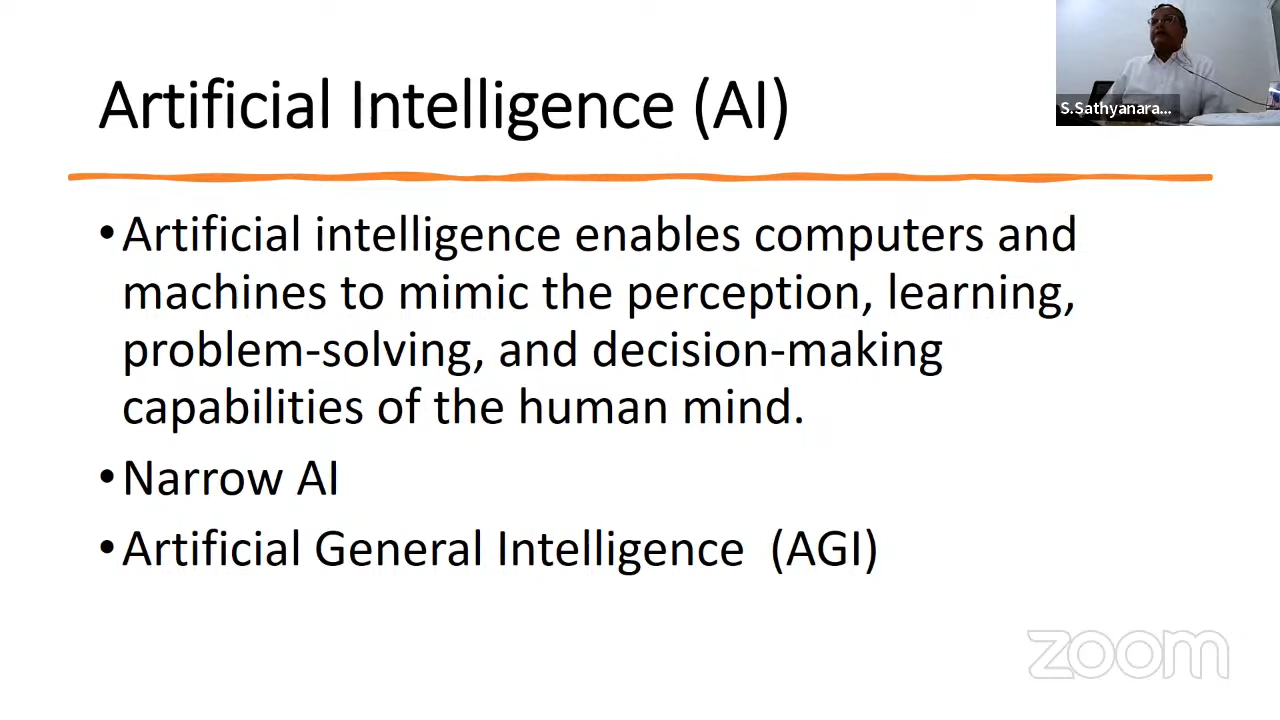 Artificial Intelligence (AI)
S.Sathyanara...
•Artificial intelligence enables computers and
machines to mimic the perception, learning,
problem-solving, and decision-making
capabilities of the human mind.
•Narrow AI
•Artificial General Intelligence  (AGI)
zoom